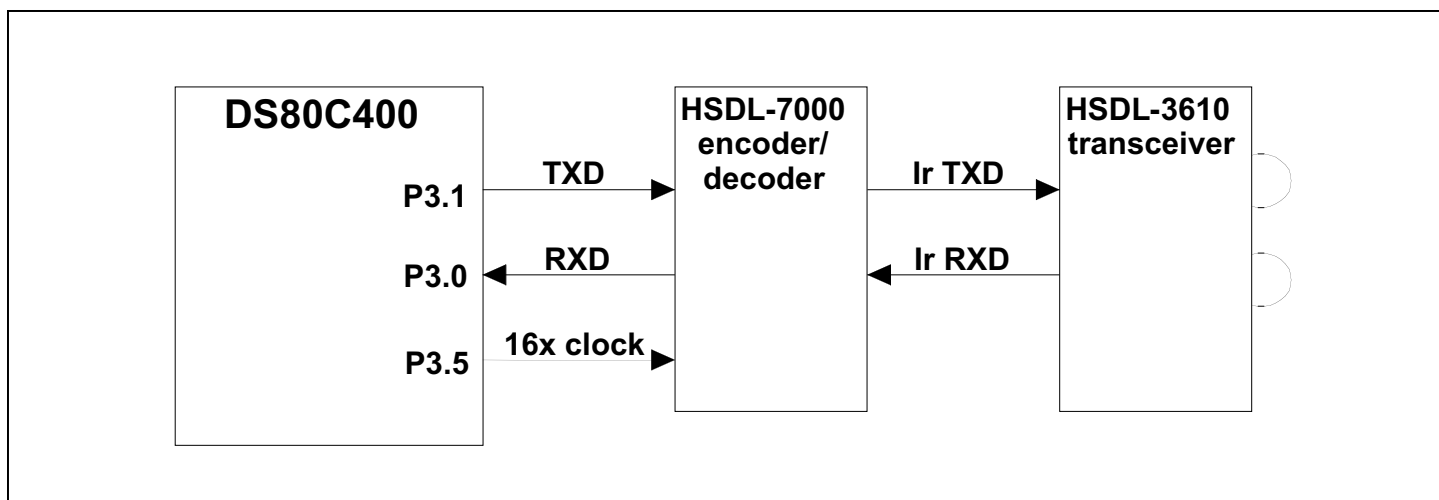 DS80C400
P3.1
P3.0
P3.5
TXD
RXD
16x clock
HSDL-7000
encoder/
decoder
Ir TXD
Ir RXD
HSDL-3610
transceiver